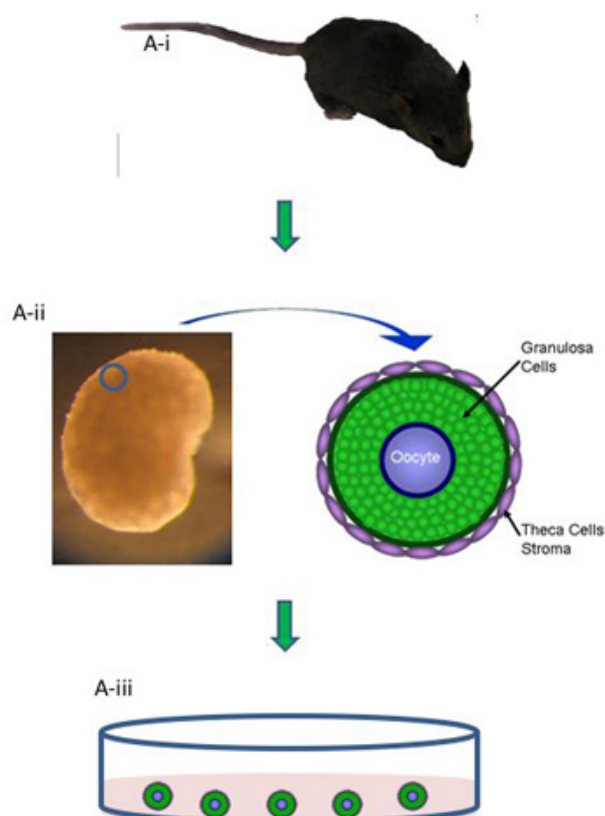 A-i
A-ii
Granulosa
Cells
Oocyte
Theca Cells
Stroma
A-iii